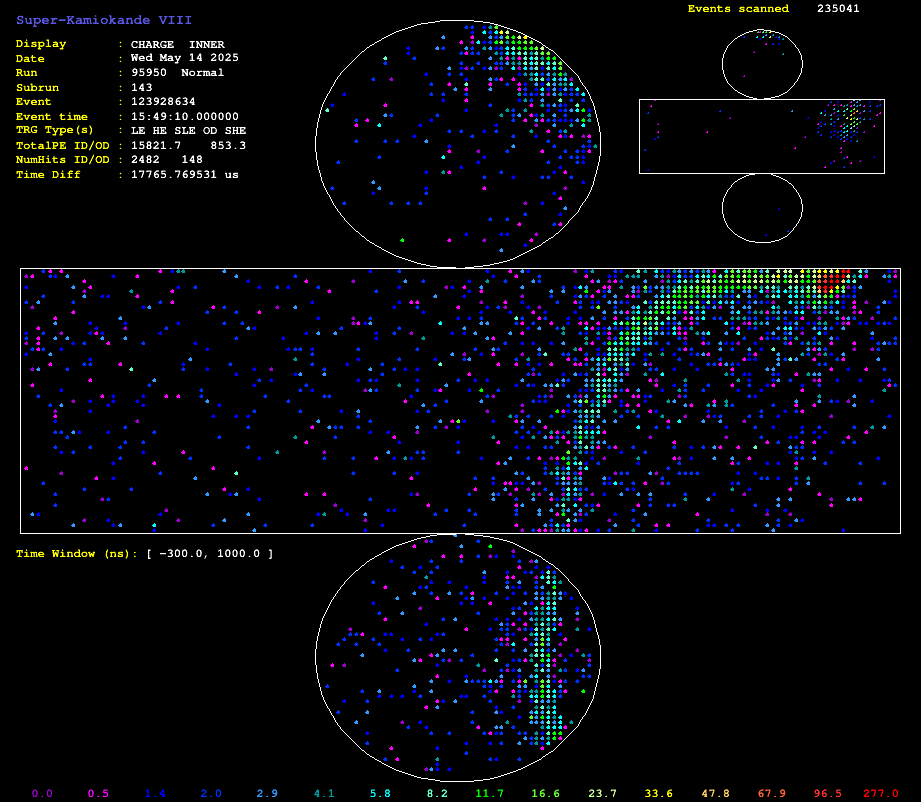 Super-Kamiokande VIII
Events scanned 235041
Display : CHARGE INNER
Date : Wed May 14 2025
Run : 95950 Normal
Subrun : 143
Event : 123928634
Event time : 15:49:10.000000
TRG Type(s) : LE HE SLE OD SHE
TotalPE ID/OD : 15821.7 853.3
NumHits ID/OD : 2482 148
Time Diff : 17765.769531 us
Time Window (ns): [ −300.0, 1000.0 ]
0.0 0.5 1.4 2.0 2.9 4.1 5.8 8.2 11.7 16.6 23.7 33.6 47.8 67.9 96.5 277.0